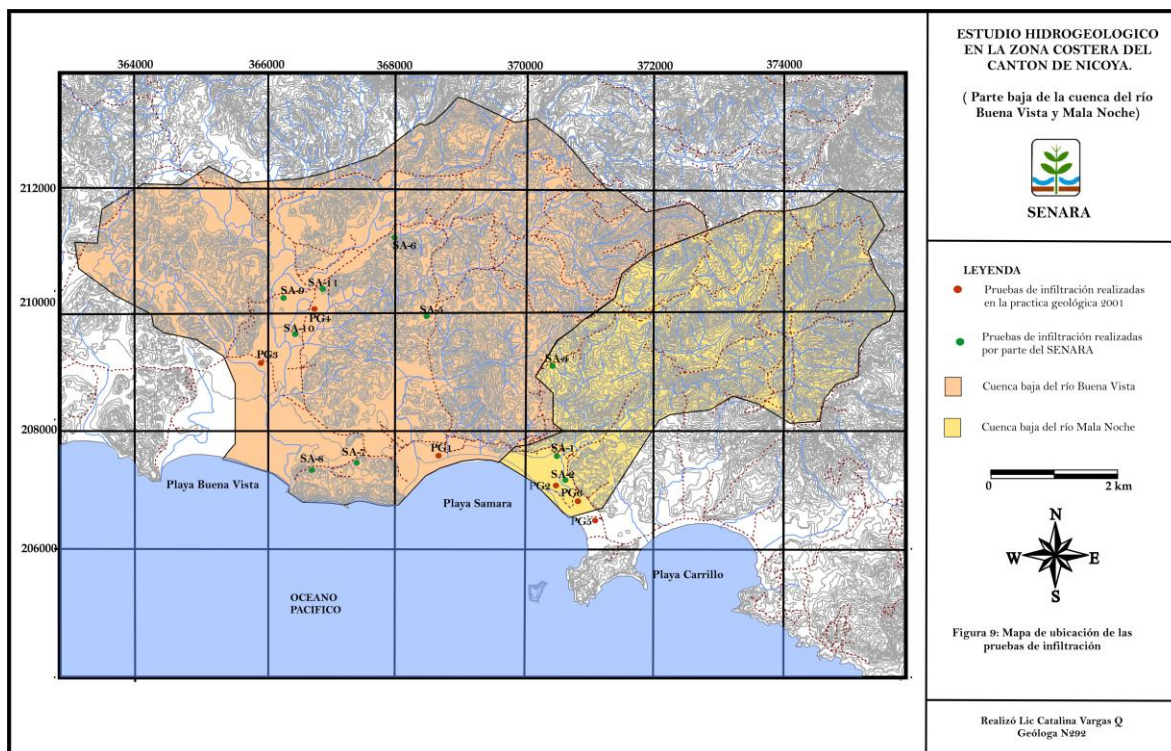 364000 366000 368000 370000 372000 374000
212000
210000
208000
206000
SA-6
SA-11
SA-9
PG4
SA-10
SA-5
PG3
SA-4
SA-7
SA-8
PG1
SA-1
SA-2
PG2
PG6
PG5
Playa Buena Vista
Playa Samara
Playa Carrillo
OCEANO
PACIFICO
ESTUDIO HIDROGEOLOGICO
EN LA ZONA COSTERA DEL
CANTON DE NICOYA.
( Parte baja de la cuenca del río
Buena Vista y Mala Noche)
SENARA
LEYENDA
Pruebas de infiltración realizadas
en la practica geológica 2001
Pruebas de infiltración realizadas
por parte del SENARA
Cuenca baja del río Buena Vista
Cuenca baja del río Mala Noche
0 2 km
N
W E
S
Figura 9: Mapa de ubicación de las
pruebas de infiltración
Realizó Lic Catalina Vargas Q
Geóloga N292